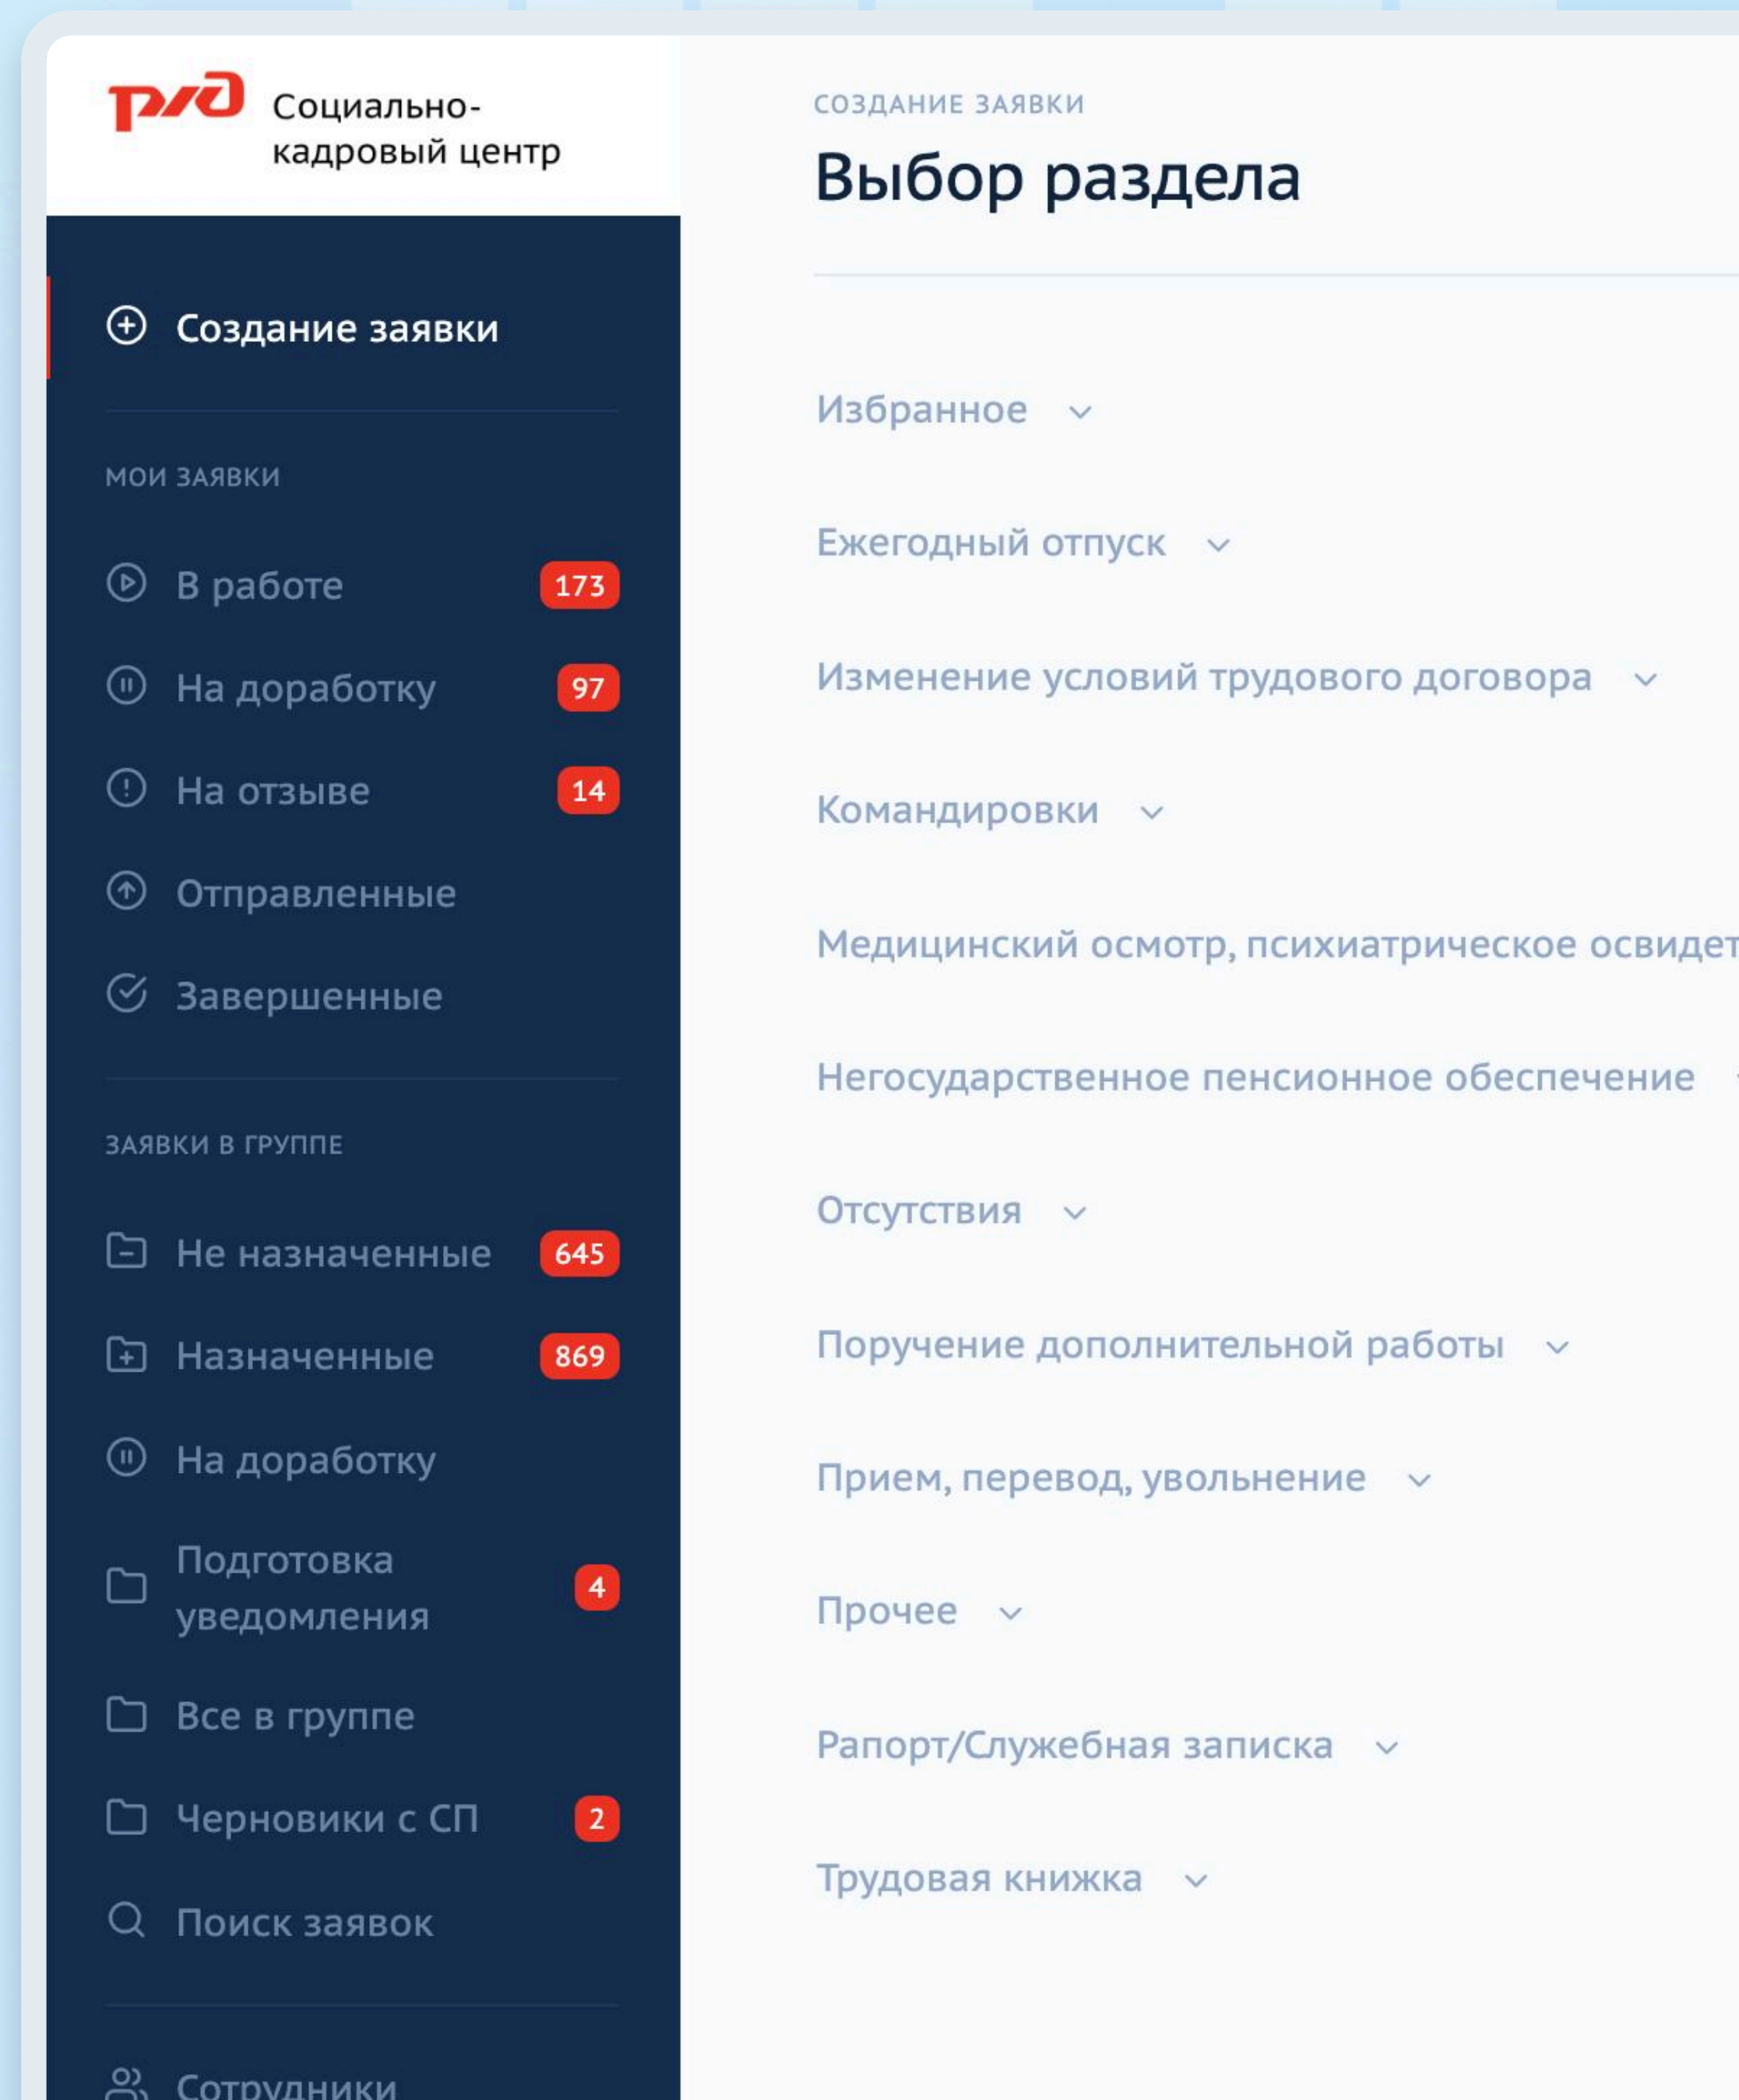 ржд
Социально-
кадровый центр
Создание заявки
МОИ ЗАЯВКИ
В работе 173
На доработку 97
На отзыве 14
Отправленные
Завершенные
ЗАЯВКИ В ГРУППЕ
Не назначенные 645
Назначенные 869
На доработку
Подготовка
уведомления 4
Все в группе
Черновики с СП 2
Поиск заявок
Сотрудники
СОЗДАНИЕ ЗАЯВКИ
Выбор раздела
Избранное
Ежегодный отпуск
Изменение условий трудового договора
Командировки
Медицинский осмотр, психиатрическое освидет
Негосударственное пенсионное обеспечение
Отсутствия
Поручение дополнительной работы
Прием, перевод, увольнение
Прочее
Рапорт/Служебная записка
Трудовая книжка